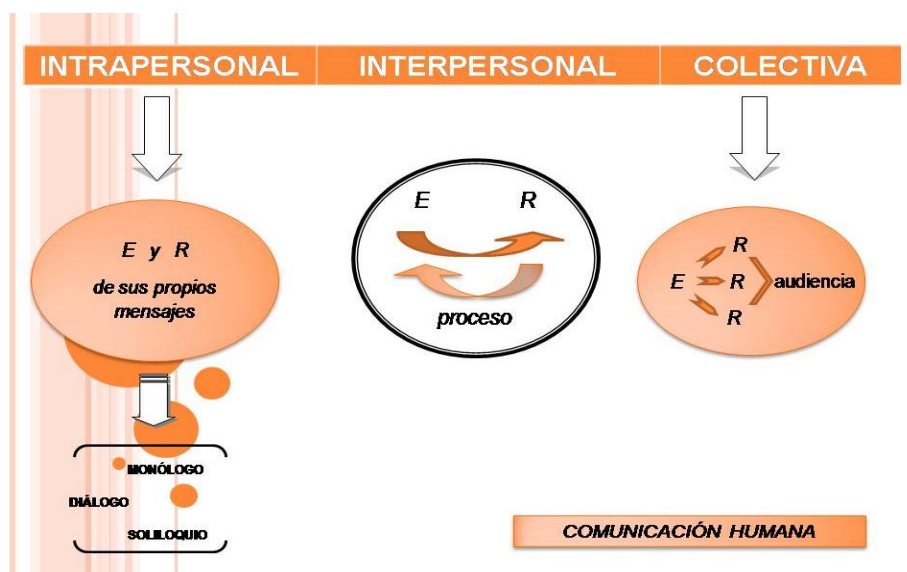 INTRAPERSONAL INTERPERSONAL COLECTIVA
E y R
de sus propios
mensajes
E R
proceso
R
E R audiencia
R
MONÓLOGO
DIÁLOGO
SOLILOQUIO
COMUNICACIÓN HUMANA